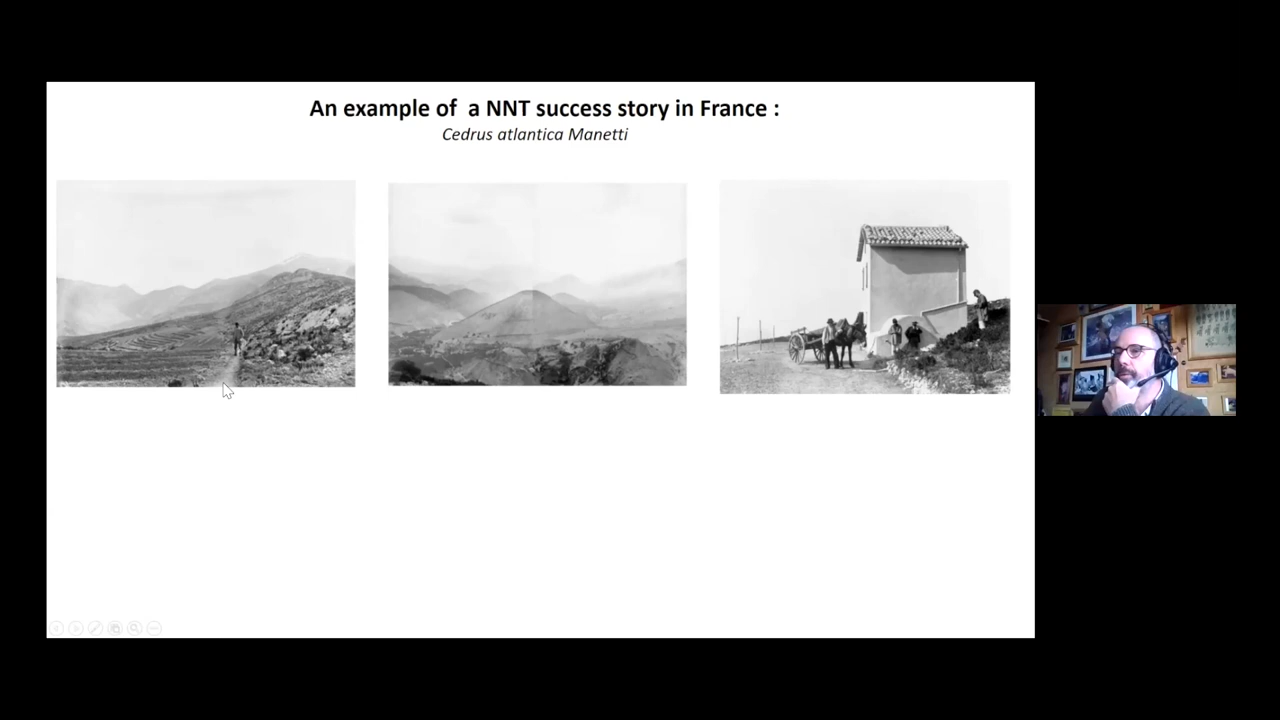 An example of  a NNT success story in France :
Cedrus atlantica Manetti